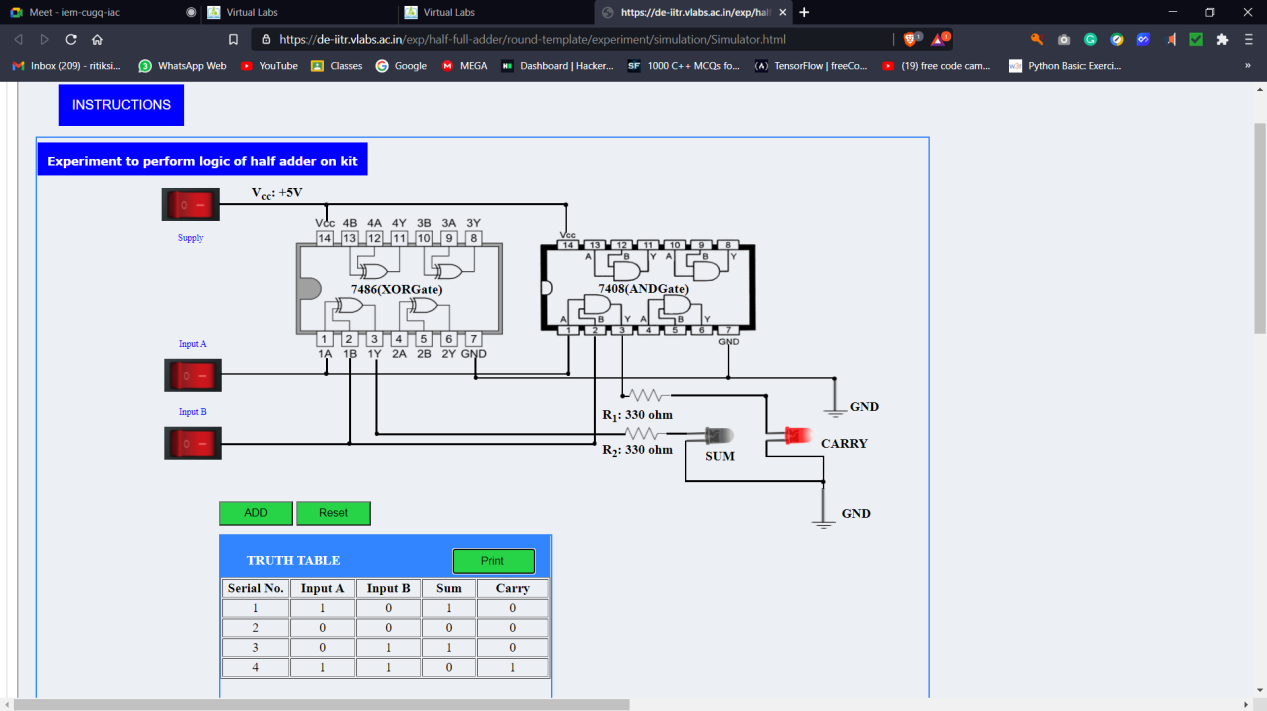 Meet - iem-cugq-iac
Virtual Labs
Virtual Labs
https://de-iitr.vlabs.ac.in/exp/half
https://de-iitr.vlabs.ac.in/exp/half-full-adder/round-template/experiment/simulation/Simulator.html
Inbox (209) - ritiksi... WhatsApp Web YouTube Classes Google MEGA Dashboard | Hacker... SF 1000 C++ MCQs fo... TensorFlow | freeCo... (19) free code cam... Python Basic: Exerci... »
INSTRUCTIONS
Experiment to perform logic of half adder on kit
Vcc: +5V
Supply
Vcc 4B 4A 4Y 3B 3A 3Y
14 13 12 11 10 9 8
7486(XORGate)
1 2 3 4 5 6 7
1A 1B 1Y 2A 2B 2Y GND
Vcc
14 13 12 11 10 9 8
A B Y A B Y
7408(ANDGate)
A B Y A B Y
1 2 3 4 5 6 7
GND
Input A
Input B
R1: 330 ohm
GND
R2: 330 ohm
SUM
CARRY
GND
ADD Reset
TRUTH TABLE Print
Serial No. Input A Input B Sum Carry
1 1 0 1 0
2 0 0 0 0
3 0 1 1 0
4 1 1 0 1